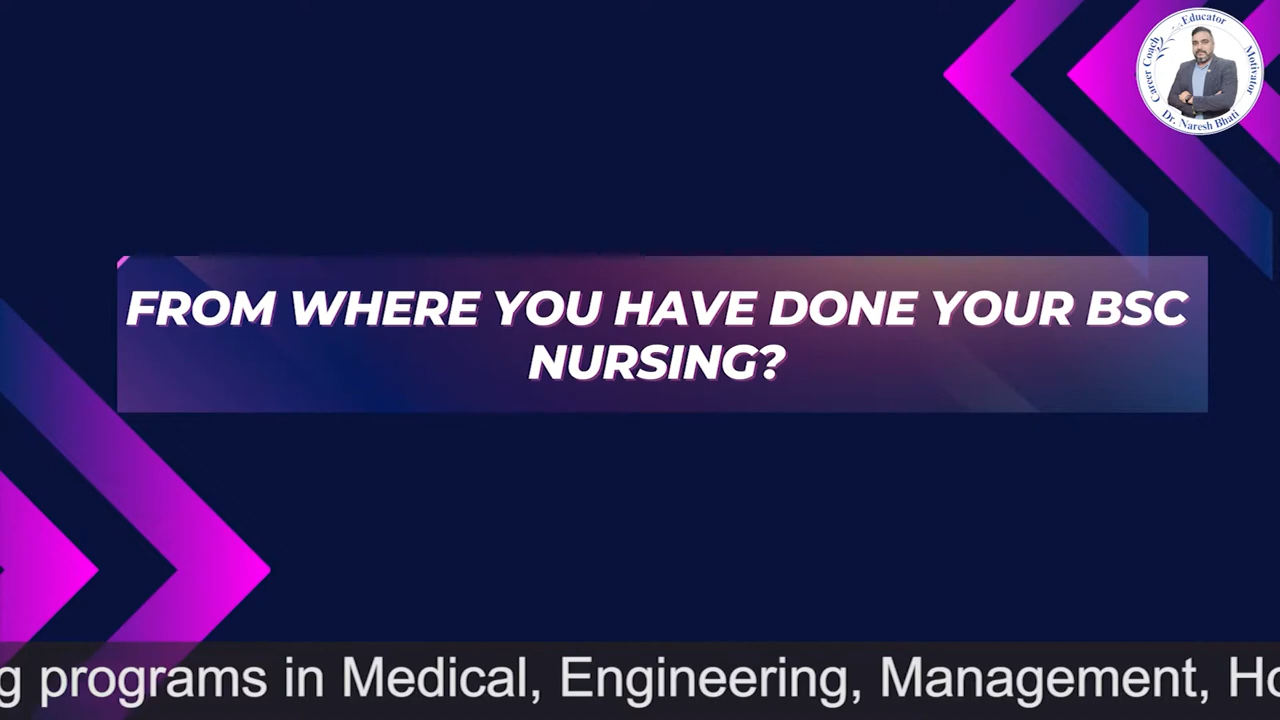 Educator
Career Coach
Motivator
Dr. Naresh Bhati
FROM WHERE YOU HAVE DONE YOUR BSC
NURSING?
g programs in Medical, Engineering, Management, Ho